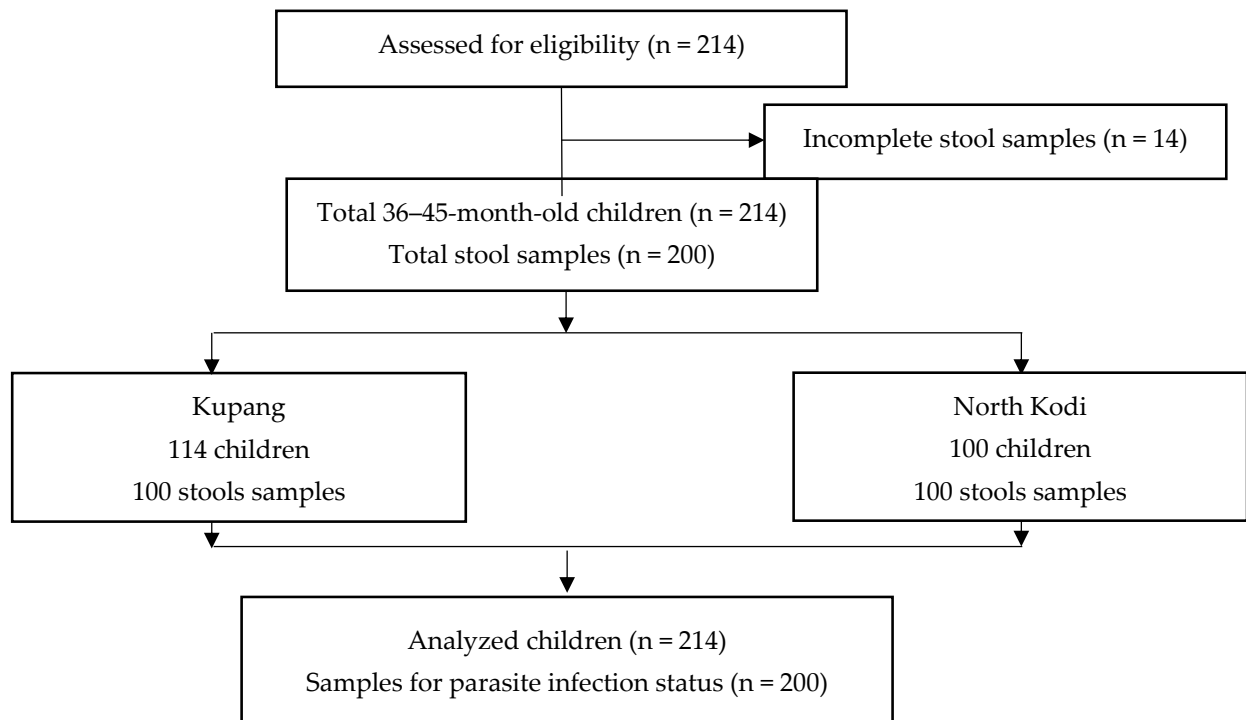 Assessed for eligibility (n = 214)
Incomplete stool samples (n = 14)
Total 36–45-month-old children (n = 214)
Total stool samples (n = 200)
Kupang
114 children
100 stools samples
North Kodi
100 children
100 stools samples
Analyzed children (n = 214)
Samples for parasite infection status (n = 200)